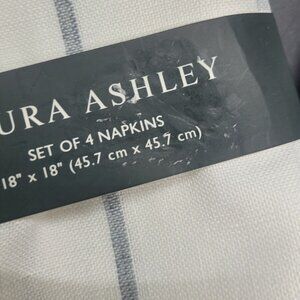 URA ASHLEY
SET OF 4 NAPKINS
18" x 18" (45.7 cm x 45.7 cm)